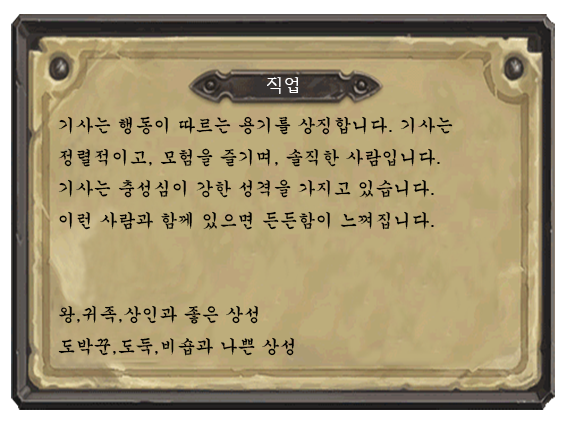 직업
기사는 행동이 따르는 용기를 상징합니다. 기사는
정렬적이고, 모험을 즐기며, 솔직한 사람입니다.
기사는 충성심이 강한 성격을 가지고 있습니다.
이런 사람과 함께 있으면 든든함이 느껴집니다.
왕,귀족,상인과 좋은 상성
도박꾼,도둑,비숍과 나쁜 상성